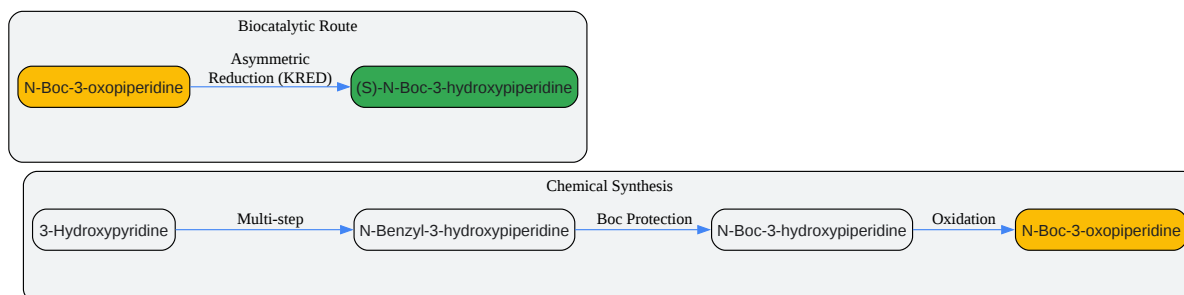 Biocatalytic Route
N-Boc-3-oxopiperidine
Asymmetric
Reduction (KRED)
(S)-N-Boc-3-hydroxypiperidine
Chemical Synthesis
3-Hydroxypyridine
Multi-step
N-Benzyl-3-hydroxypiperidine
Boc Protection
N-Boc-3-hydroxypiperidine
Oxidation
N-Boc-3-oxopiperidine